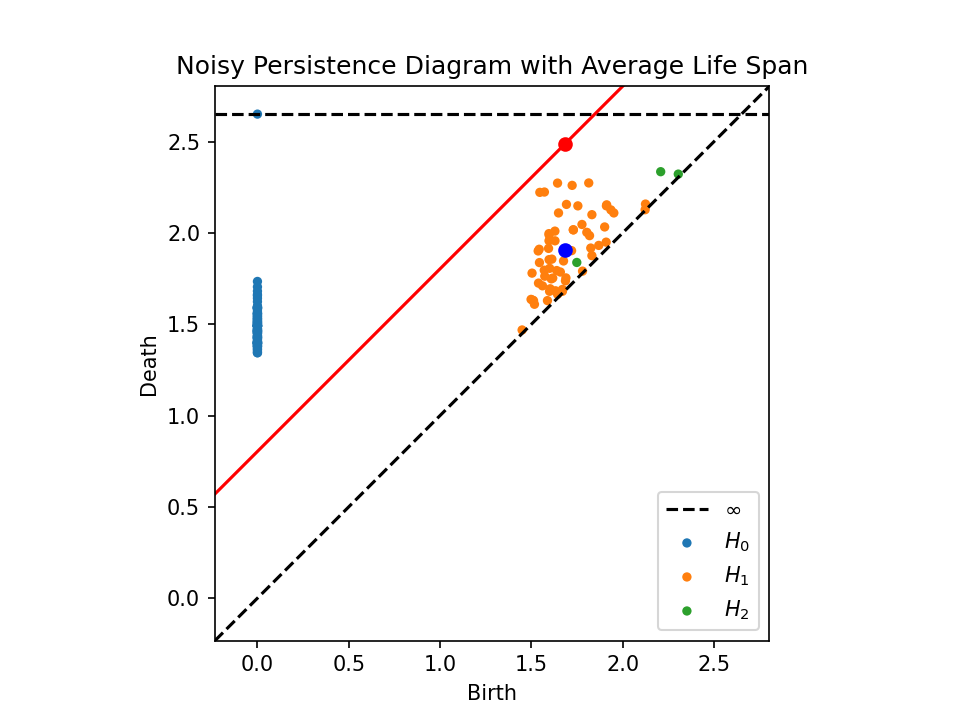 Noisy Persistence Diagram with Average Life Span
Death
2.5
2.0
1.5
1.0
0.5
0.0
∞
H₀
H₁
H₂
0.0 0.5 1.0 1.5 2.0 2.5
Birth